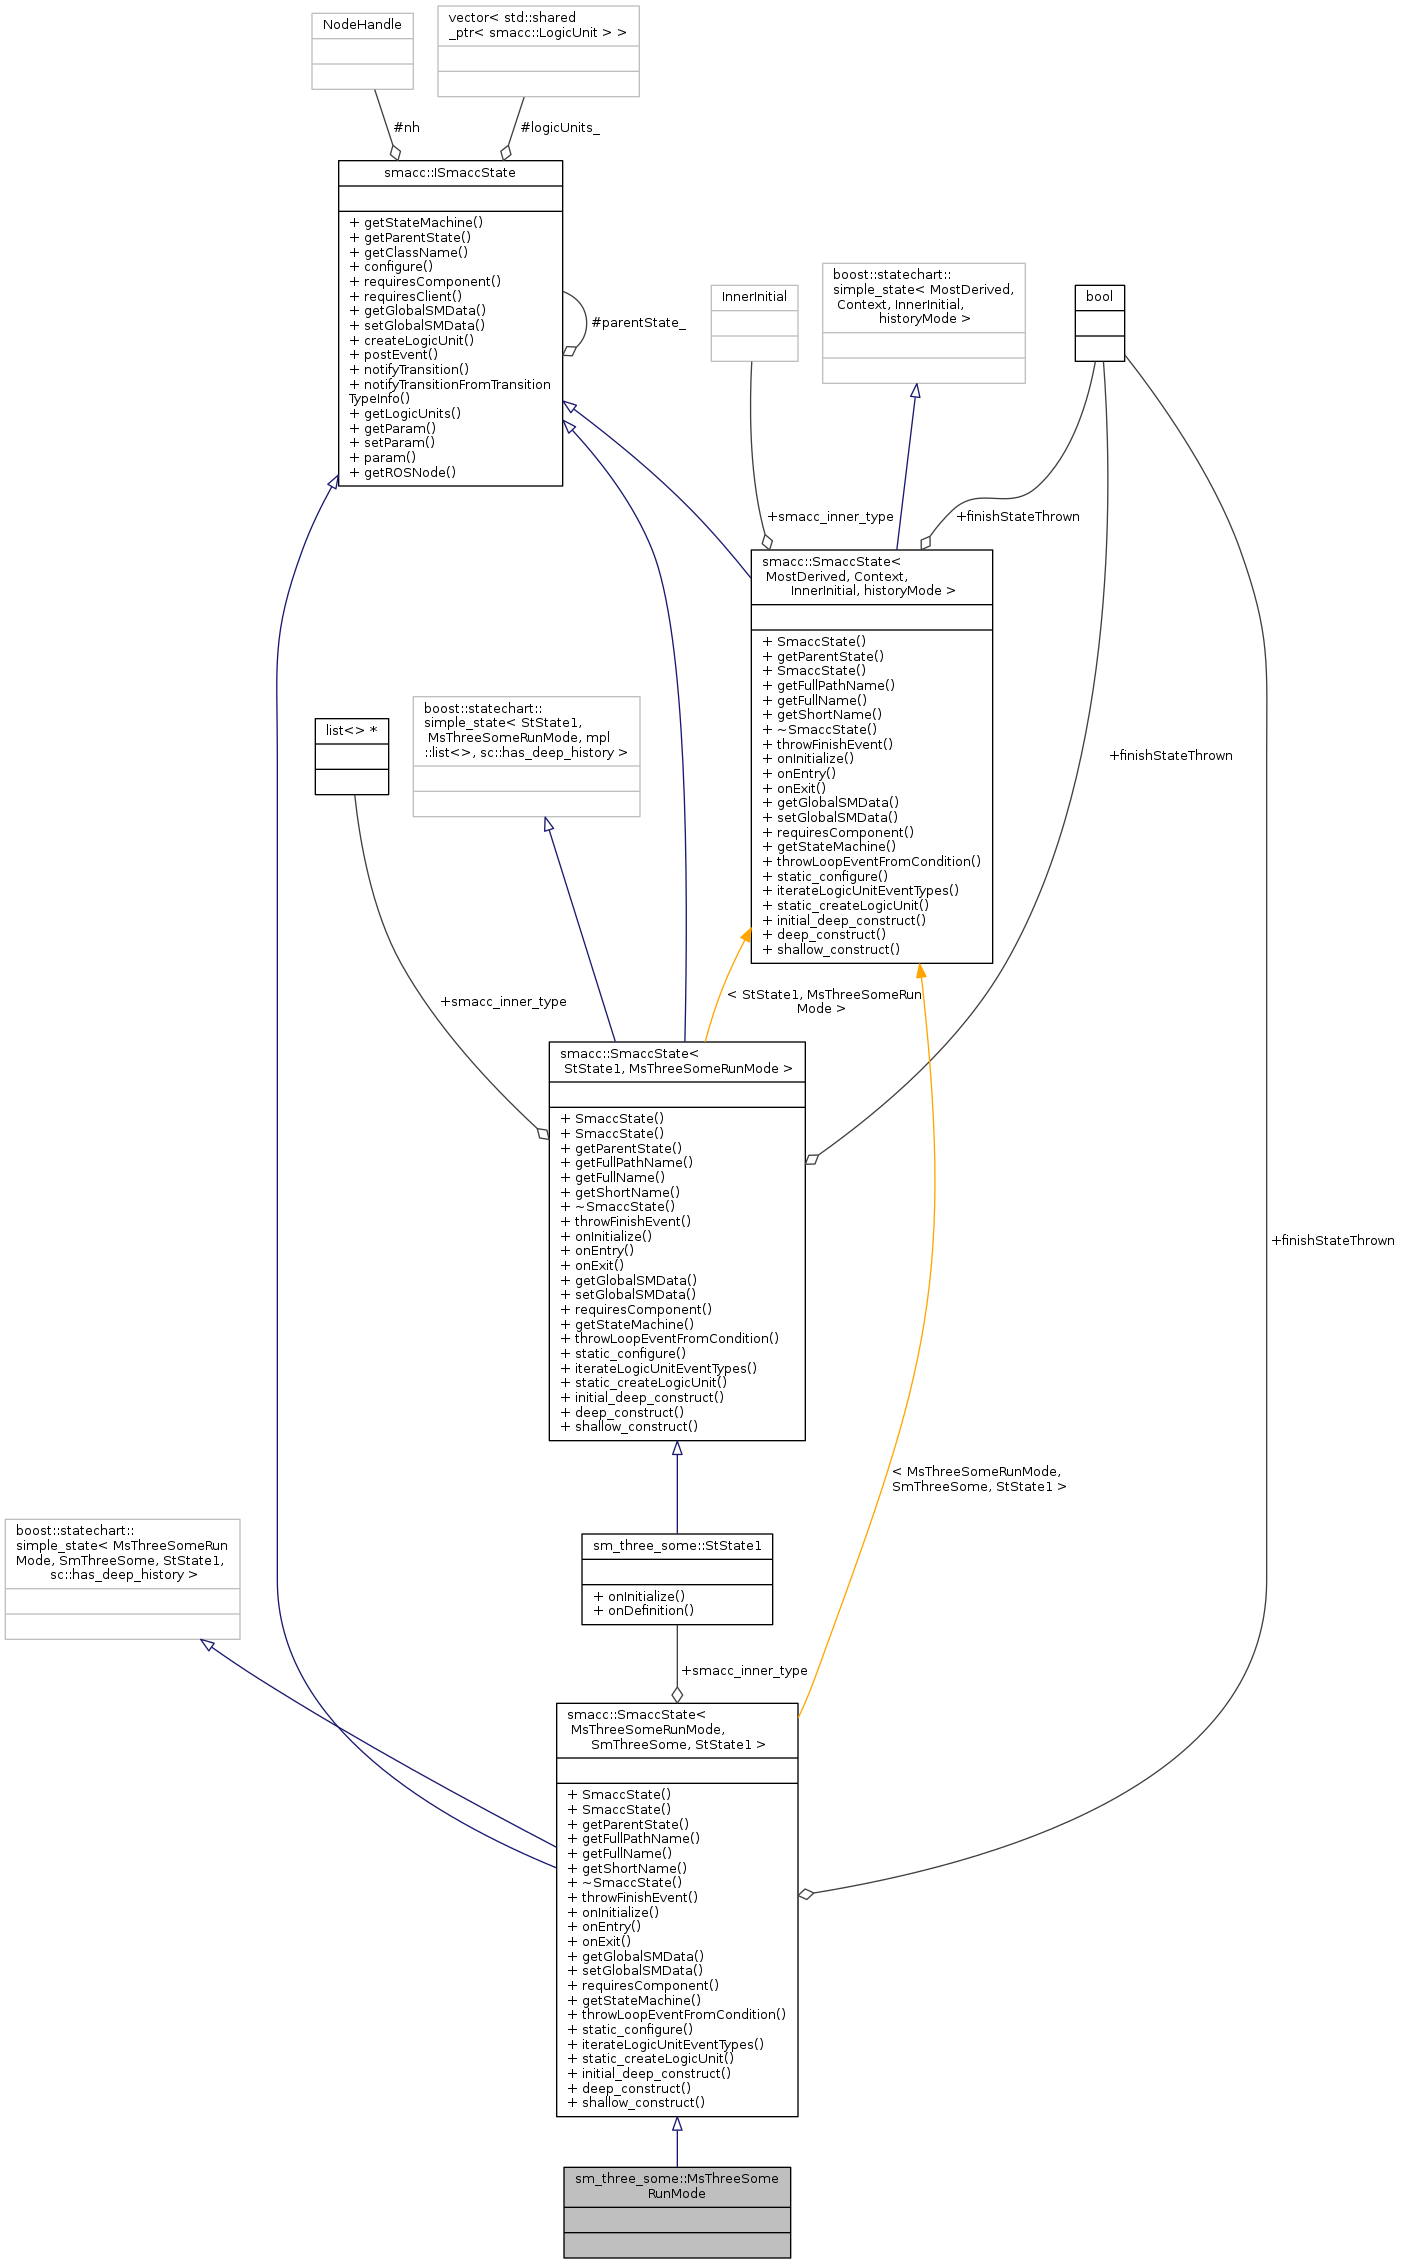 NodeHandle
vector< std::shared
_ptr< smacc::LogicUnit > >
#nh
#logicUnits_
smacc::ISmaccState
+ getStateMachine()
+ getParentState()
+ getClassName()
+ configure()
+ requiresComponent()
+ requiresClient()
+ getGlobalSMData()
+ setGlobalSMData()
+ createLogicUnit()
+ postEvent()
+ notifyTransition()
+ notifyTransitionFromTransition
TypeInfo()
+ getLogicUnits()
+ getParam()
+ setParam()
+ param()
+ getROSNode()
#parentState_
InnerInitial
boost::statechart::
simple_state< MostDerived,
Context, InnerInitial,
historyMode >
bool
+smacc_inner_type
+finishStateThrown
smacc::SmaccState<
MostDerived, Context,
InnerInitial, historyMode >
+ SmaccState()
+ getParentState()
+ SmaccState()
+ getFullPathName()
+ getFullName()
+ getShortName()
+ ~SmaccState()
+ throwFinishEvent()
+ onInitialize()
+ onEntry()
+ onExit()
+ getGlobalSMData()
+ setGlobalSMData()
+ requiresComponent()
+ getStateMachine()
+ throwLoopEventFromCondition()
+ static_configure()
+ iterateLogicUnitEventTypes()
+ static_createLogicUnit()
+ initial_deep_construct()
+ deep_construct()
+ shallow_construct()
list<> *
boost::statechart::
simple_state< StState1,
MsThreeSomeRunMode, mpl
::list<>, sc::has_deep_history >
+finishStateThrown
+smacc_inner_type
< StState1, MsThreeSomeRun
Mode >
smacc::SmaccState<
StState1, MsThreeSomeRunMode >
+ SmaccState()
+ SmaccState()
+ getParentState()
+ getFullPathName()
+ getFullName()
+ getShortName()
+ ~SmaccState()
+ throwFinishEvent()
+ onInitialize()
+ onEntry()
+ onExit()
+ getGlobalSMData()
+ setGlobalSMData()
+ requiresComponent()
+ getStateMachine()
+ throwLoopEventFromCondition()
+ static_configure()
+ iterateLogicUnitEventTypes()
+ static_createLogicUnit()
+ initial_deep_construct()
+ deep_construct()
+ shallow_construct()
+finishStateThrown
< MsThreeSomeRunMode,
SmThreeSome, StState1 >
boost::statechart::
simple_state< MsThreeSomeRun
Mode, SmThreeSome, StState1,
sc::has_deep_history >
sm_three_some::StState1
+ onInitialize()
+ onDefinition()
+smacc_inner_type
smacc::SmaccState<
MsThreeSomeRunMode,
SmThreeSome, StState1 >
+ SmaccState()
+ SmaccState()
+ getParentState()
+ getFullPathName()
+ getFullName()
+ getShortName()
+ ~SmaccState()
+ throwFinishEvent()
+ onInitialize()
+ onEntry()
+ onExit()
+ getGlobalSMData()
+ setGlobalSMData()
+ requiresComponent()
+ getStateMachine()
+ throwLoopEventFromCondition()
+ static_configure()
+ iterateLogicUnitEventTypes()
+ static_createLogicUnit()
+ initial_deep_construct()
+ deep_construct()
+ shallow_construct()
sm_three_some::MsThreeSome
RunMode